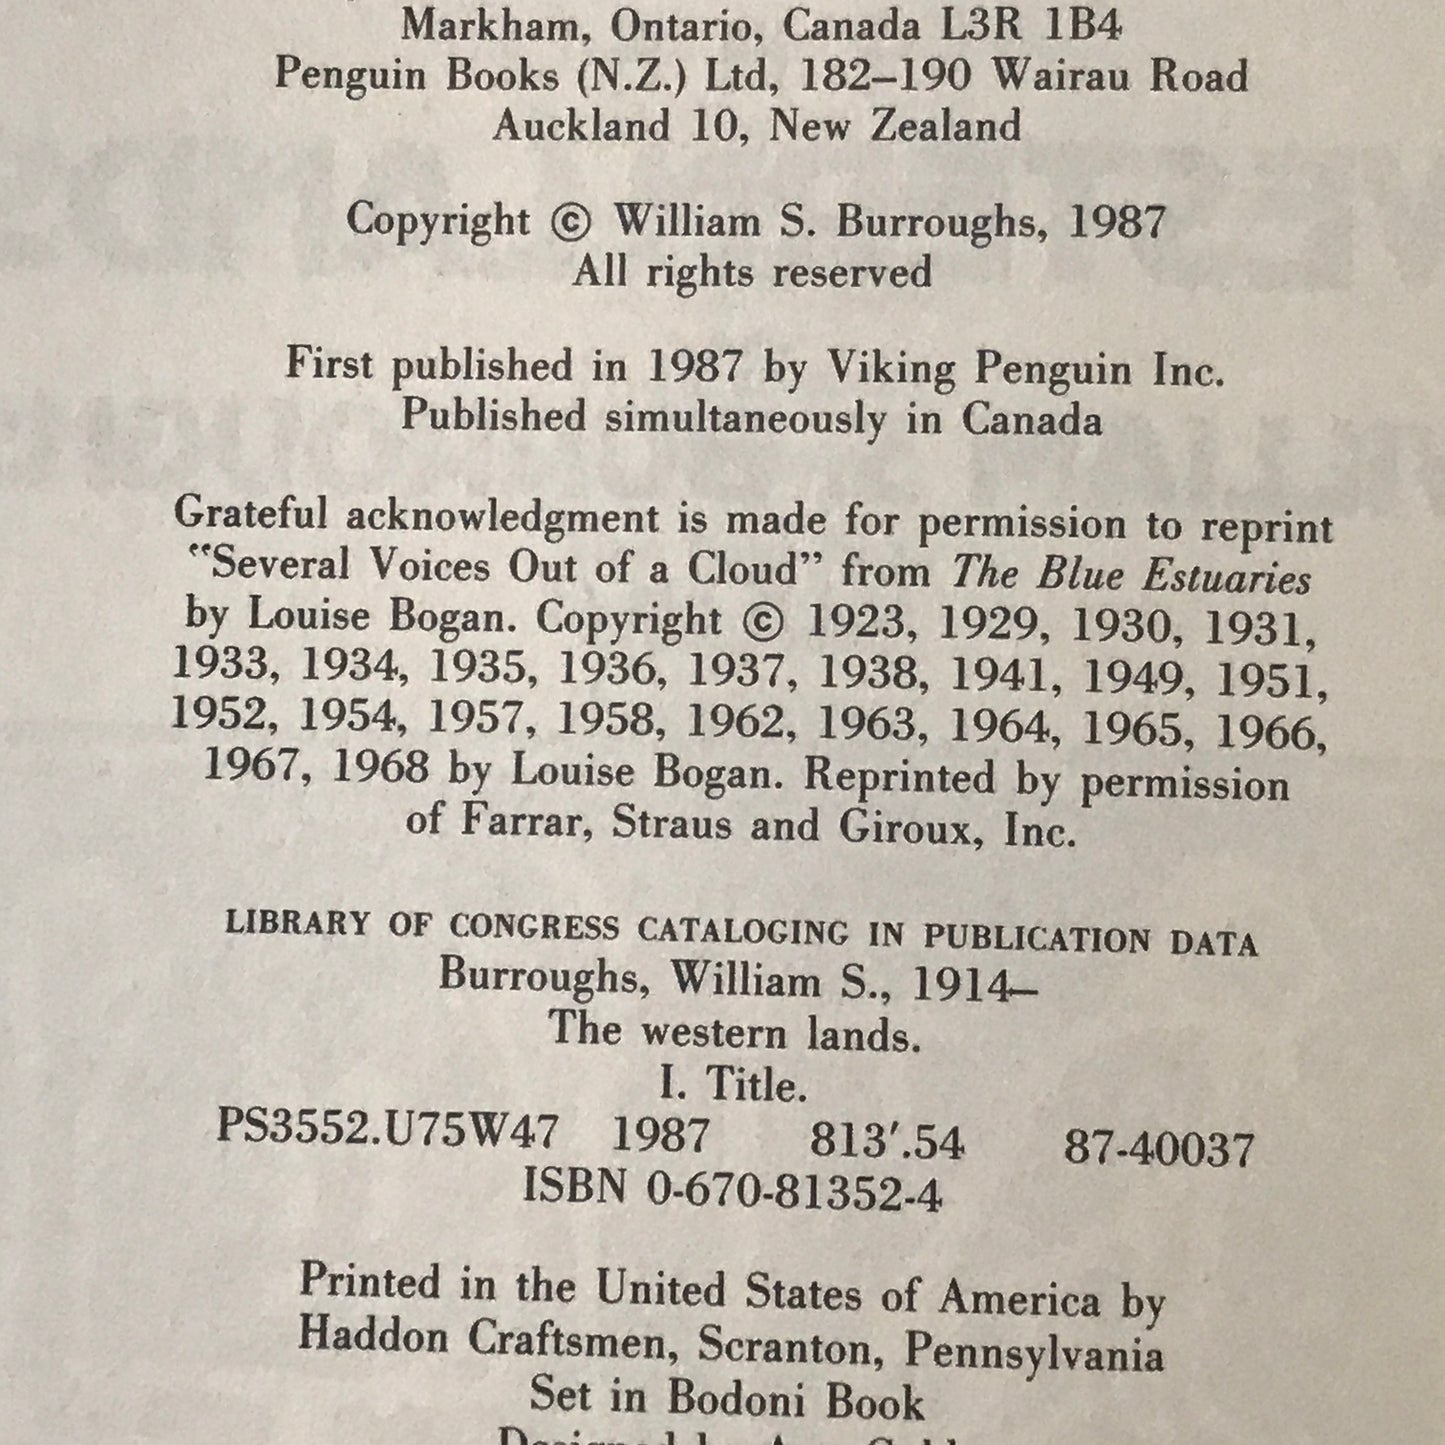 Markham, Ontario, Canada L3R 1B4
Penguin Books (N.Z.) Ltd, 182–190 Wairau Road
Auckland 10, New Zealand
Copyright © William S. Burroughs, 1987
All rights reserved
First published in 1987 by Viking Penguin Inc.
Published simultaneously in Canada
Grateful acknowledgment is made for permission to reprint
"Several Voices Out of a Cloud" from The Blue Estuaries
by Louise Bogan. Copyright © 1923, 1929, 1930, 1931,
1933, 1934, 1935, 1936, 1937, 1938, 1941, 1949, 1951,
1952, 1954, 1957, 1958, 1962, 1963, 1964, 1965, 1966,
1967, 1968 by Louise Bogan. Reprinted by permission
of Farrar, Straus and Giroux, Inc.
LIBRARY OF CONGRESS CATALOGING IN PUBLICATION DATA
Burroughs, William S., 1914–
The western lands.
I. Title.
PS3552.U75W47 1987 813′.54 87-40037
ISBN 0-670-81352-4
Printed in the United States of America by
Haddon Craftsmen, Scranton, Pennsylvania
Set in Bodoni Book
Designed by